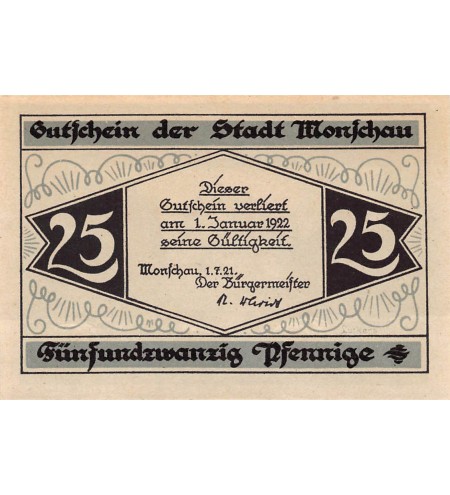 Gutschein der Stadt Monschau
Dieser
Gutschein verliert
am 1. Januar 1922
seine Gültigkeit.
25
25
Monschau, 1.7.21.
Der Bürgermeister
Fünfundzwanzig Pfennige